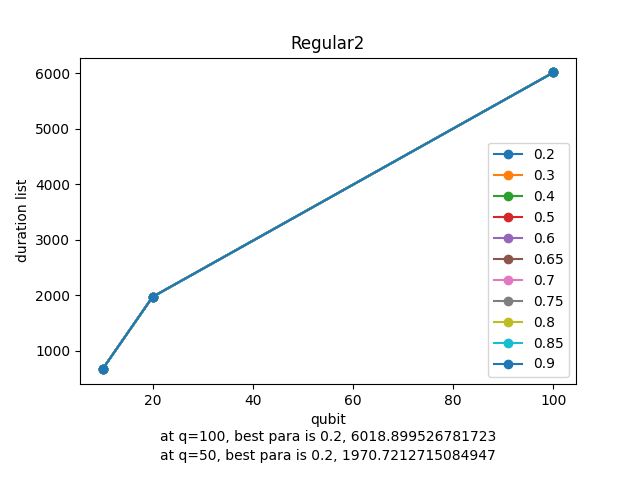 Regular2
6000
5000
4000
3000
2000
1000
duration list
0.2
0.3
0.4
0.5
0.6
0.65
0.7
0.75
0.8
0.85
0.9
20 40 60 80 100
qubit
at q=100, best para is 0.2, 6018.899526781723
at q=50, best para is 0.2, 1970.7212715084947